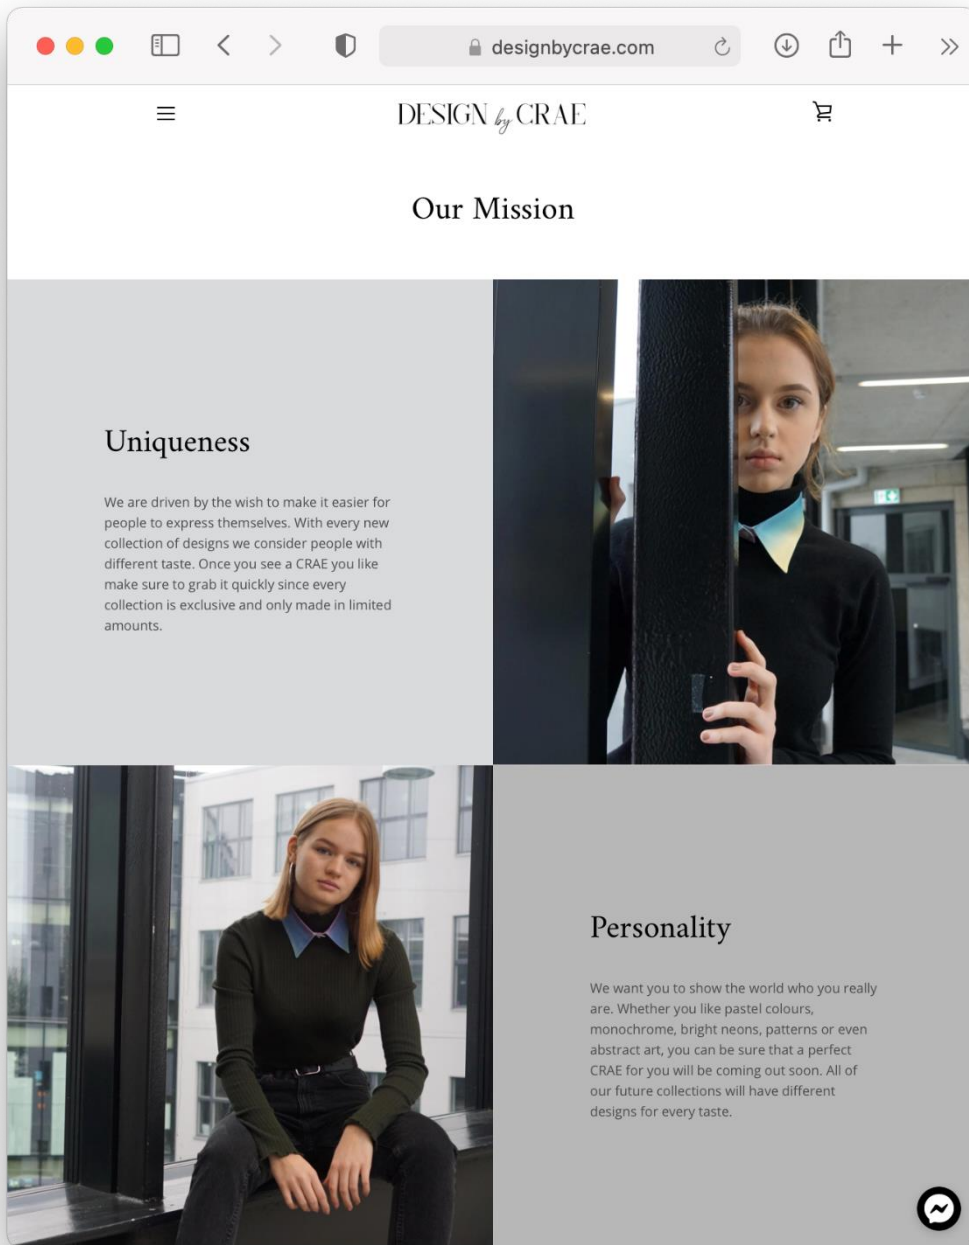 designbycrae.com
DESIGN by CRAE
Our Mission
Uniqueness
We are driven by the wish to make it easier for
people to express themselves. With every new
collection of designs we consider people with
different taste. Once you see a CRAE you like
make sure to grab it quickly since every
collection is exclusive and only made in limited
amounts.
Personality
We want you to show the world who you really
are. Whether you like pastel colours,
monochrome, bright neons, patterns or even
abstract art, you can be sure that a perfect
CRAE for you will be coming out soon. All of
our future collections will have different
designs for every taste.